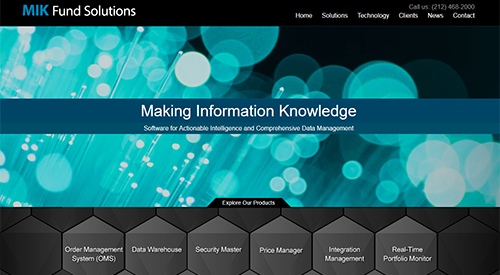 MIK Fund Solutions
Call us: (212) 468-2000
Home Solutions Technology Clients News Contact
Making Information Knowledge
Software for Actionable Intelligence and Comprehensive Data Management
Explore Our Products
Order Management System (OMS)
Data Warehouse
Security Master
Price Manager
Integration Management
Real-Time Portfolio Monitor